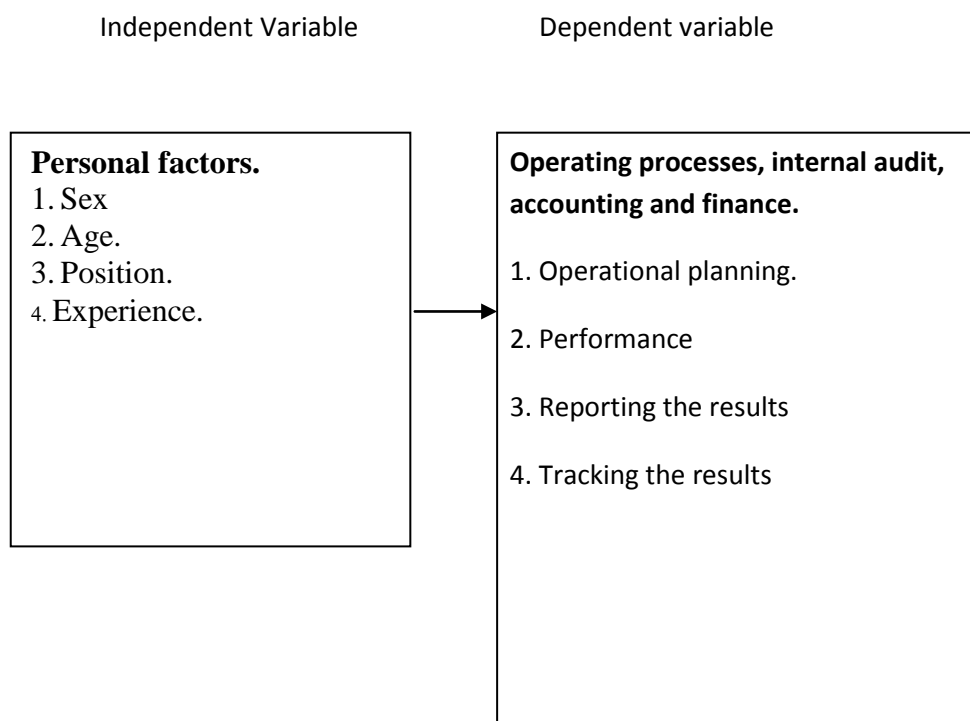 Independent Variable
Dependent variable
Personal factors.
1. Sex
2. Age.
3. Position.
4. Experience.
Operating processes, internal audit,
accounting and finance.
1. Operational planning.
2. Performance
3. Reporting the results
4. Tracking the results